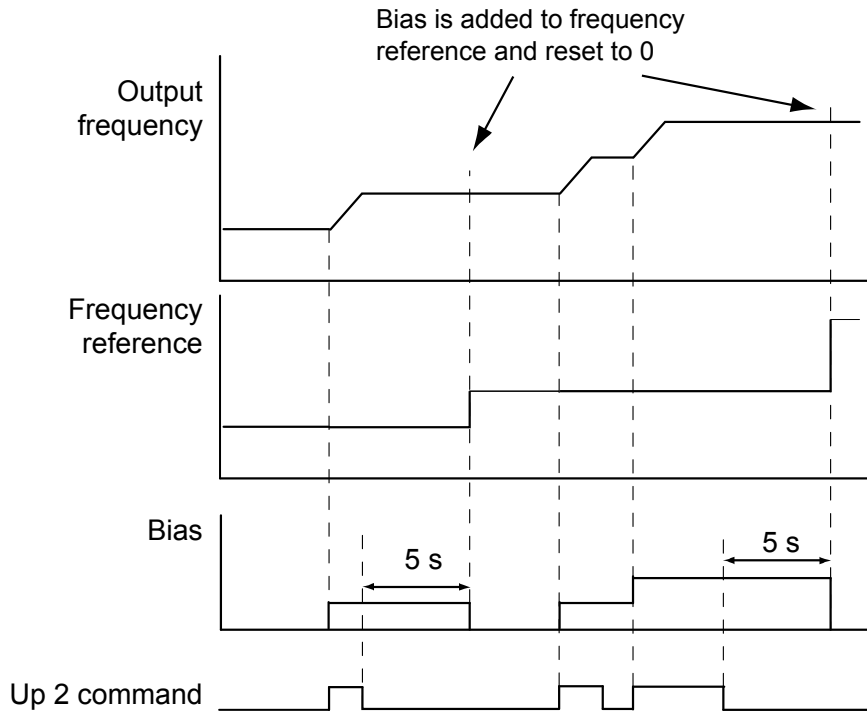 Bias is added to frequency
reference and reset to 0
Output
frequency
Frequency
reference
Bias
5 s
5 s
Up 2 command